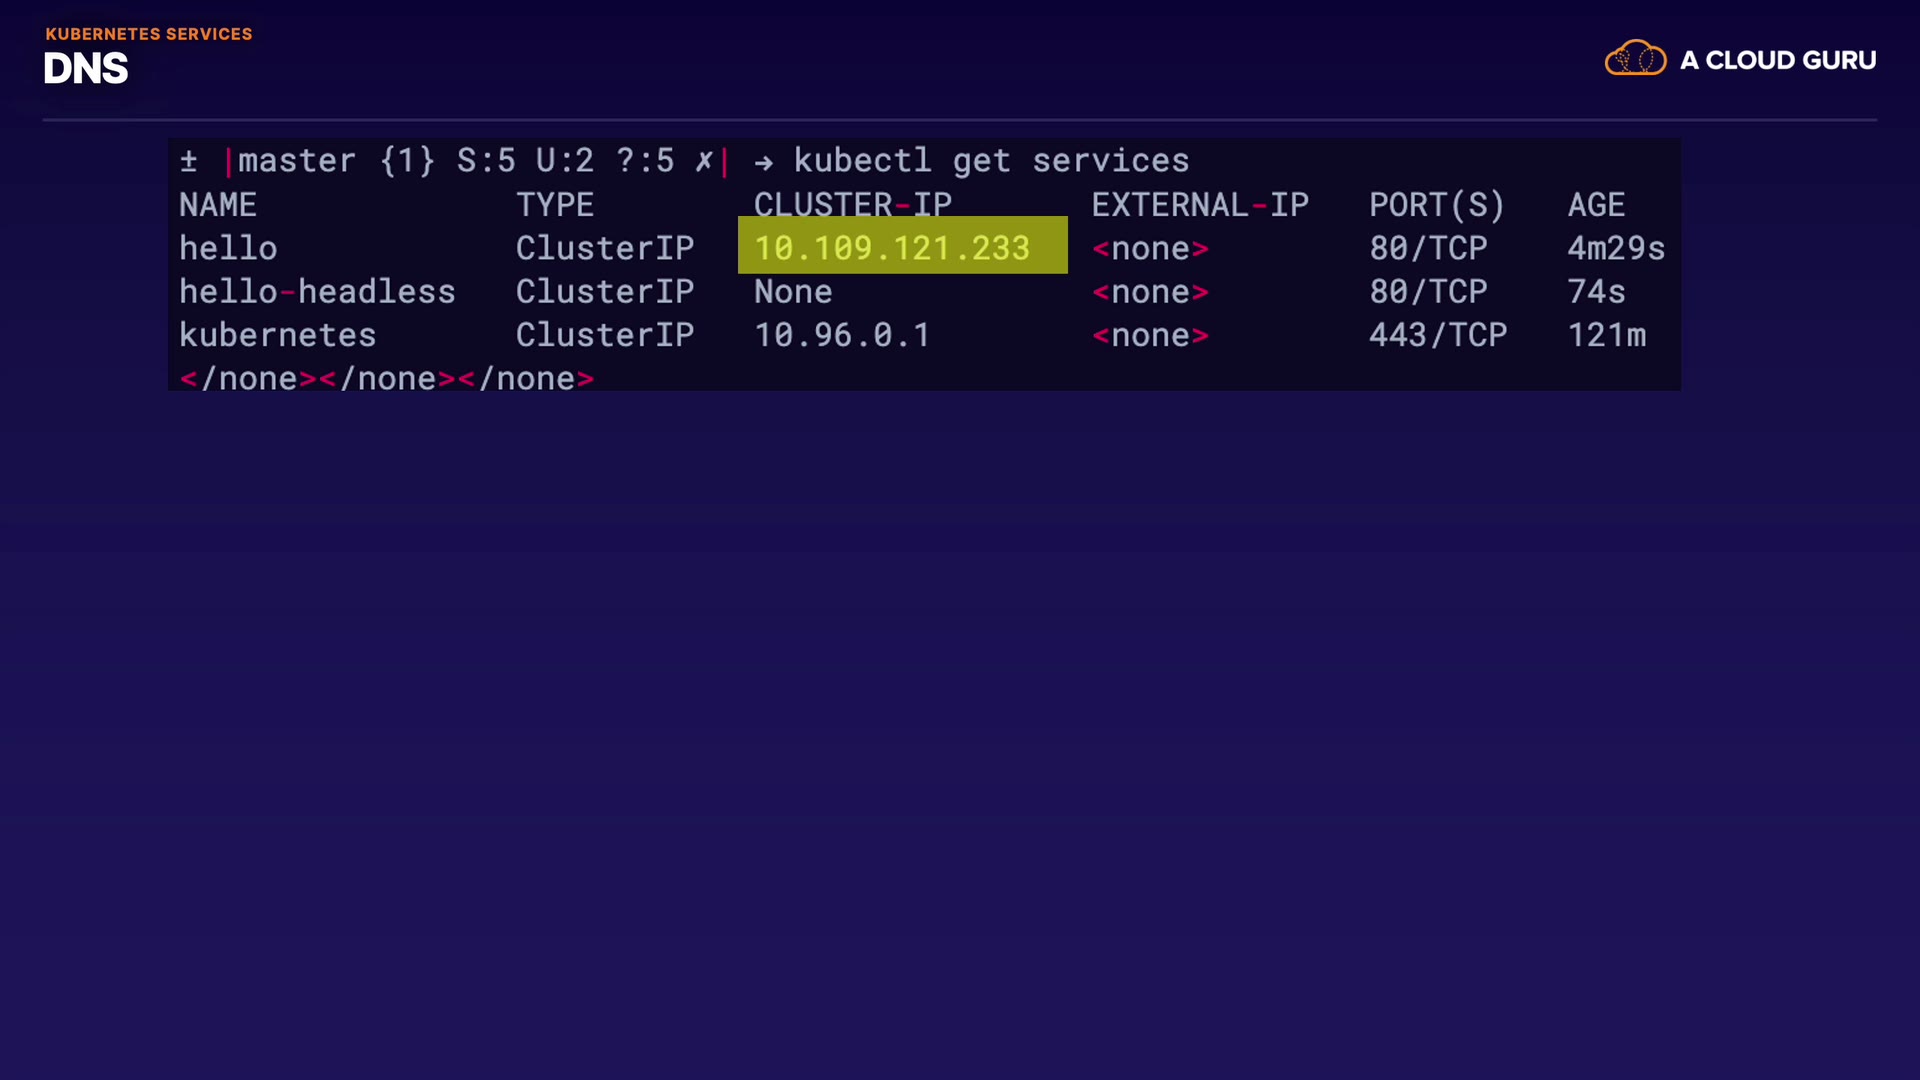 KUBERNETES SERVICES
DNS
A CLOUD GURU
± |master {1} S:5 U:2 ?:5 ✗| → kubectl get services
NAME TYPE CLUSTER-IP EXTERNAL-IP PORT(S) AGE
hello ClusterIP 10.109.121.233 <none> 80/TCP 4m29s
hello-headless ClusterIP None <none> 80/TCP 74s
kubernetes ClusterIP 10.96.0.1 <none> 443/TCP 121m
</none></none></none>